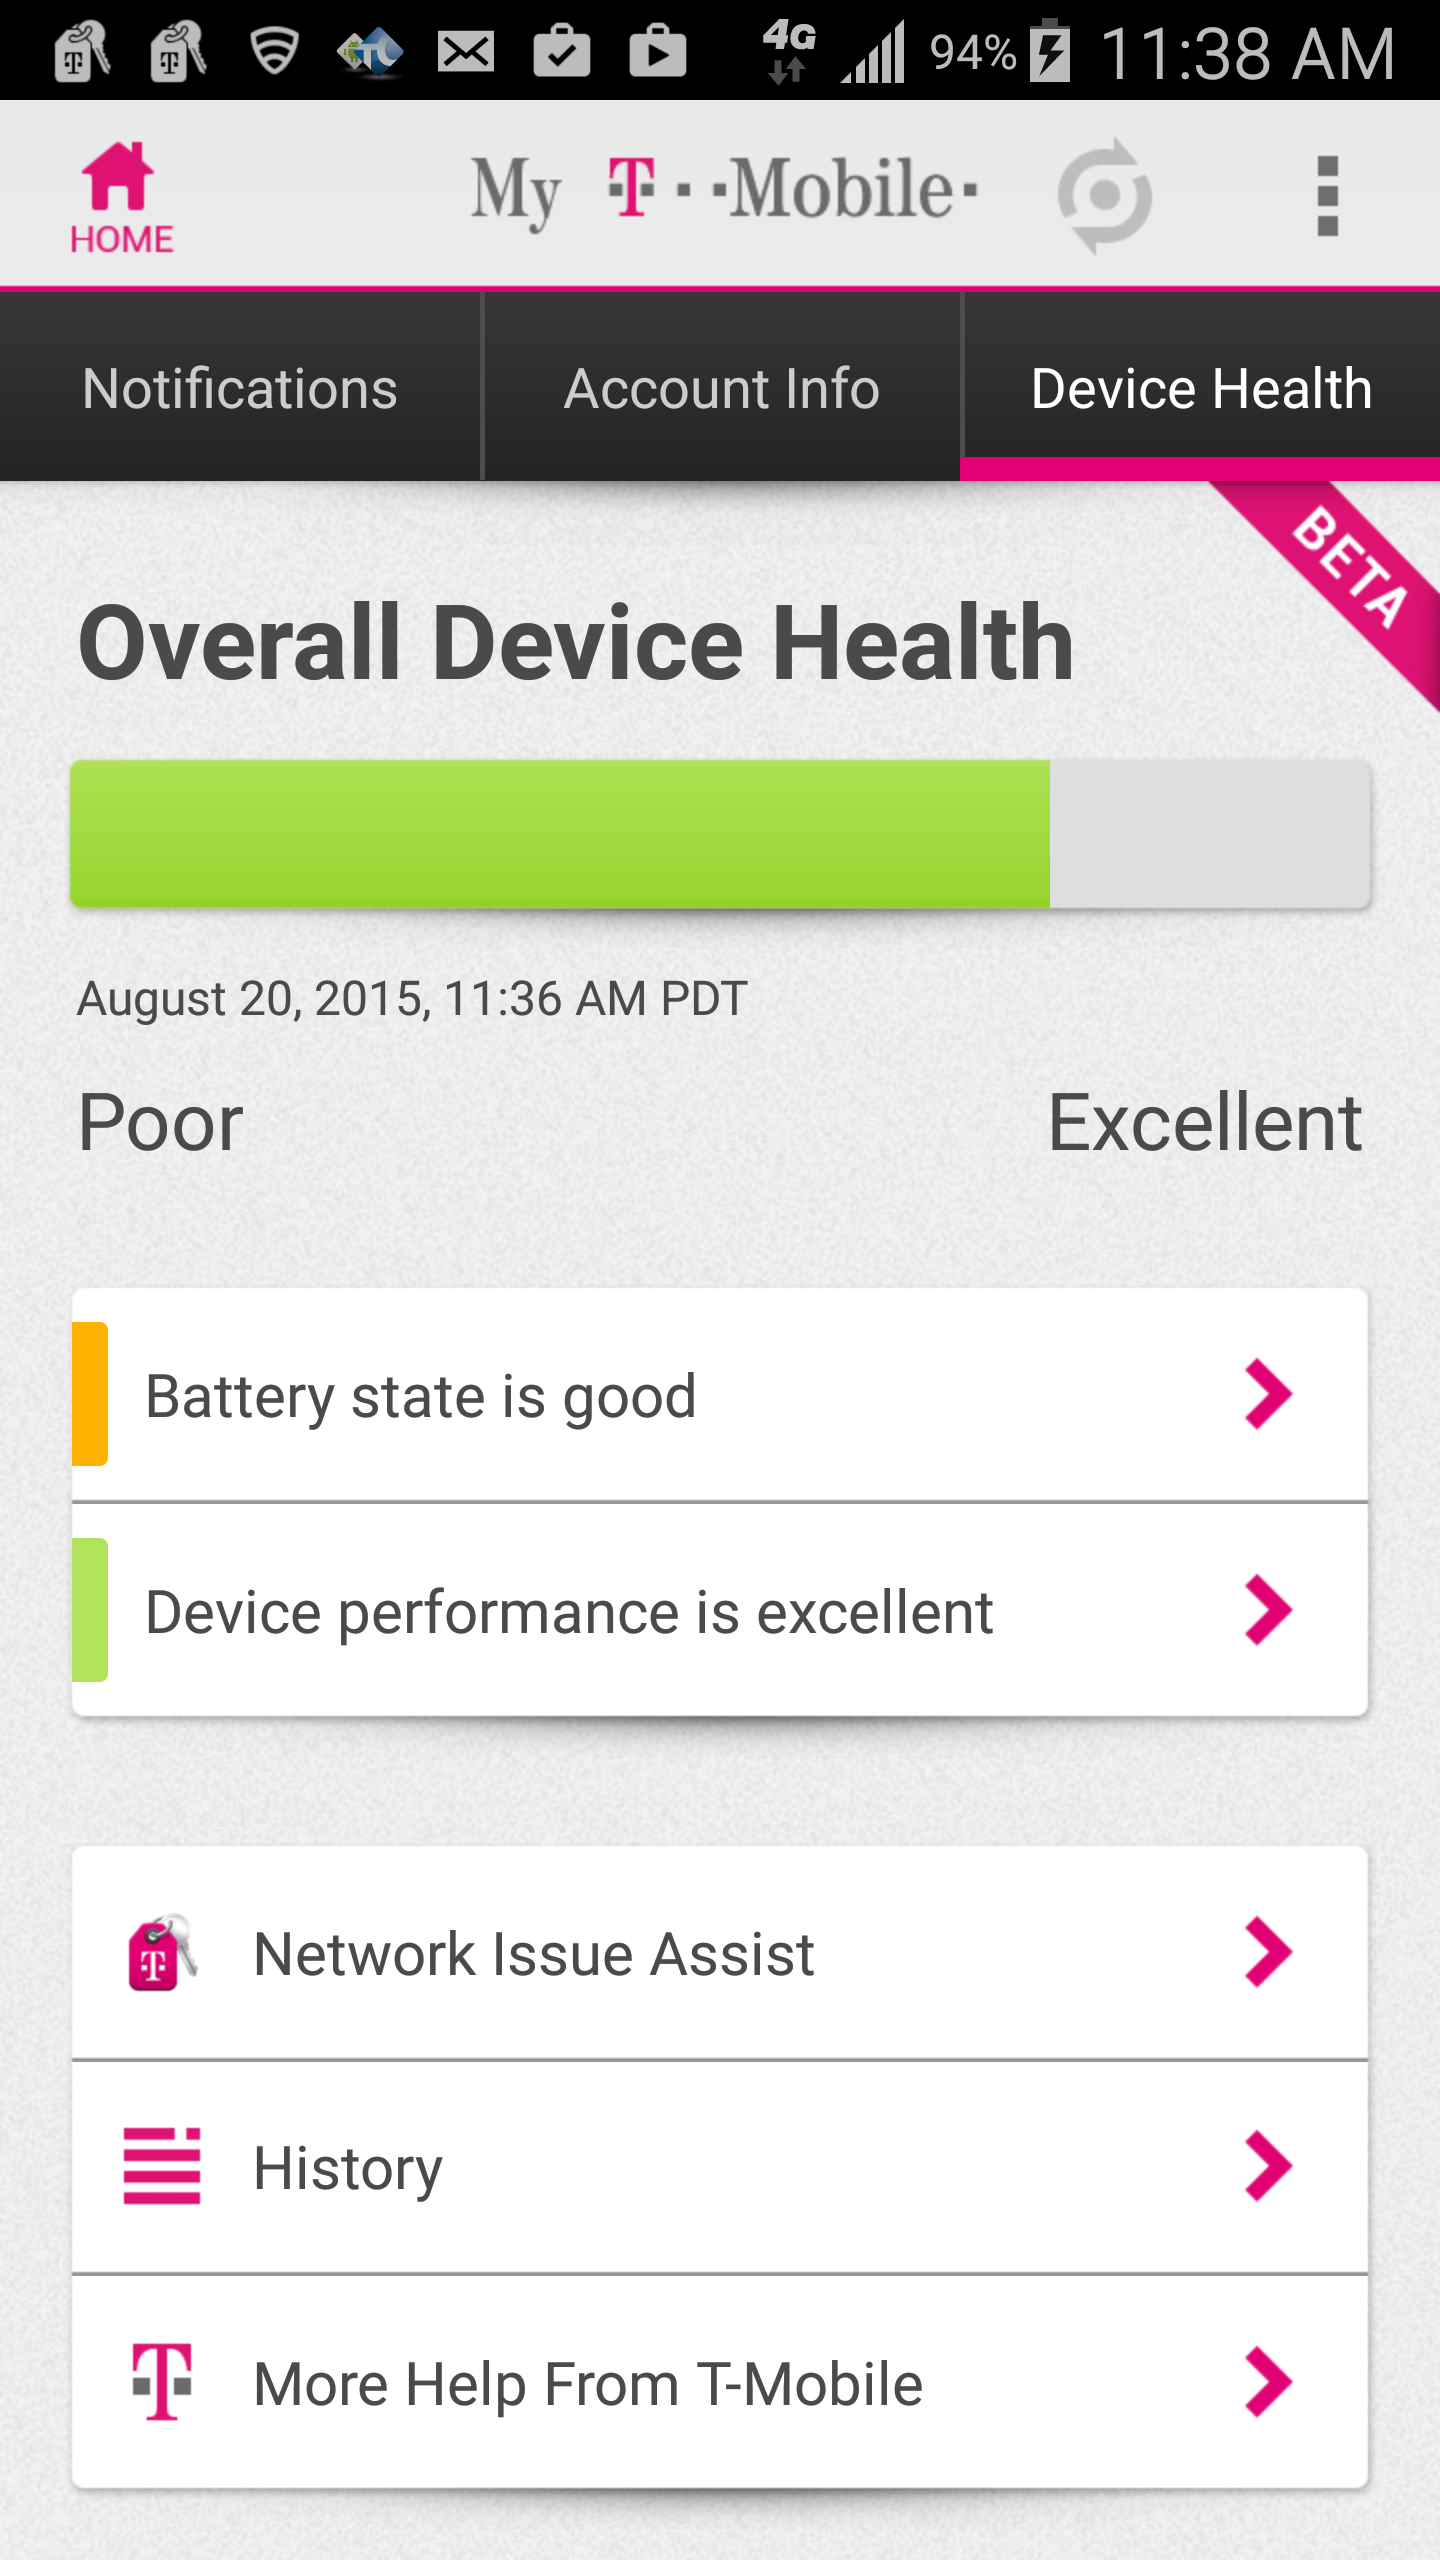 4G 94% 11:38 AM
HOME
My T··Mobile·
Notifications Account Info Device Health
BETA
Overall Device Health
August 20, 2015, 11:36 AM PDT
Poor Excellent
Battery state is good
Device performance is excellent
T Network Issue Assist
History
T More Help From T-Mobile